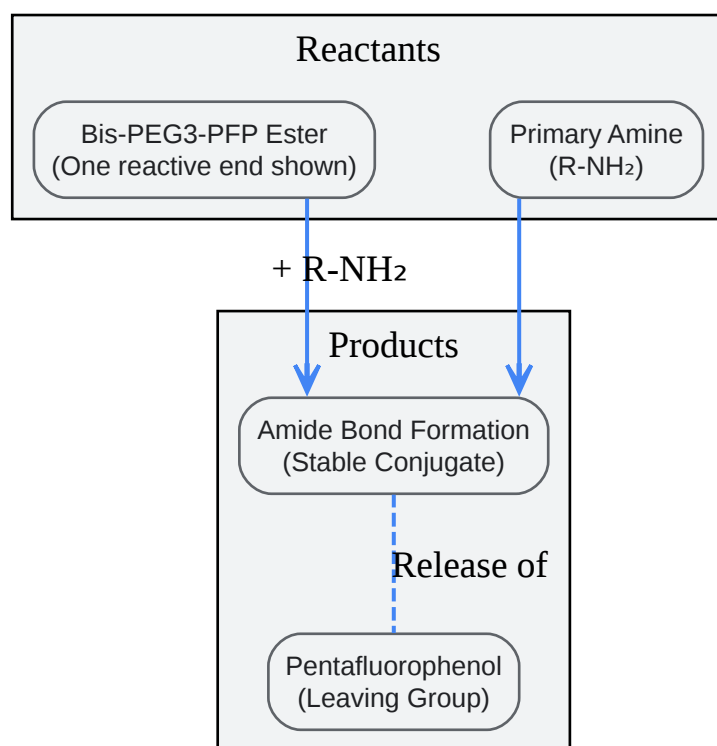 Reactants
Bis-PEG3-PFP Ester
(One reactive end shown)
Primary Amine
(R-NH₂)
+ R-NH₂
Products
Amide Bond Formation
(Stable Conjugate)
Release of
Pentafluorophenol
(Leaving Group)